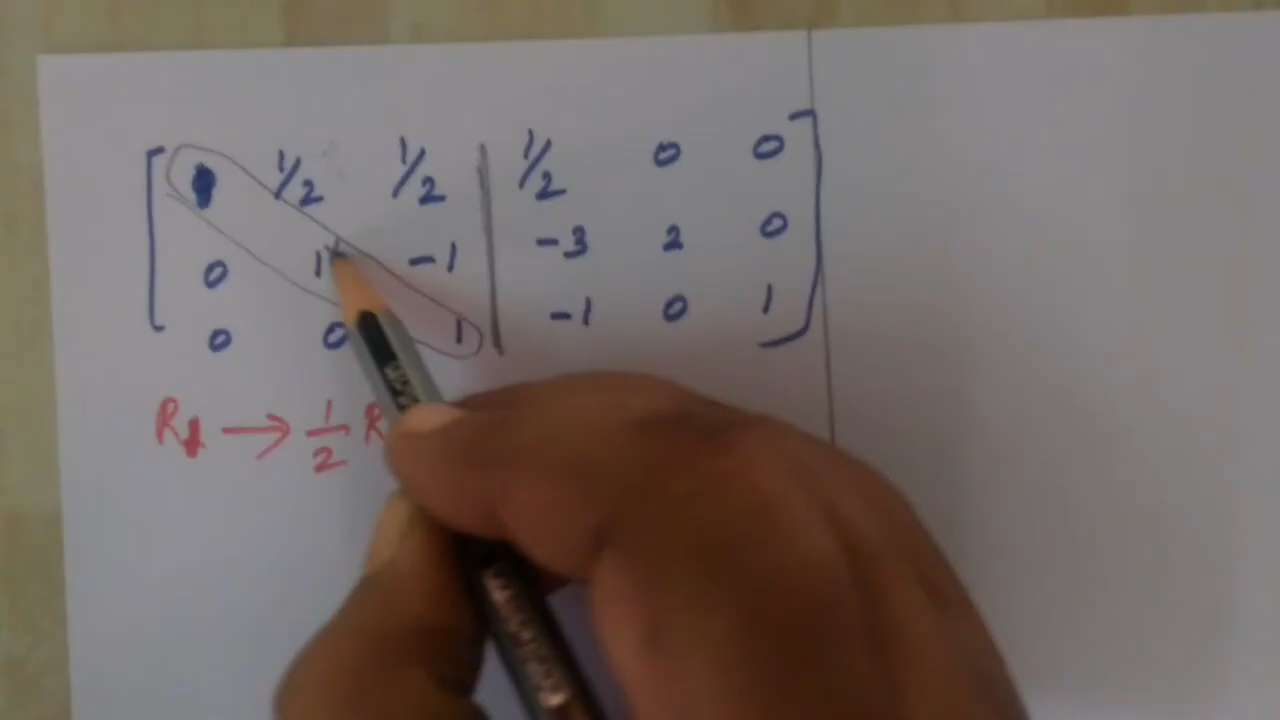 1 1/2 1/2 | 1/2 0 0
0 1 -1 | -3 2 0
0 0 1 | -1 0 1
R1 → 1/2 R